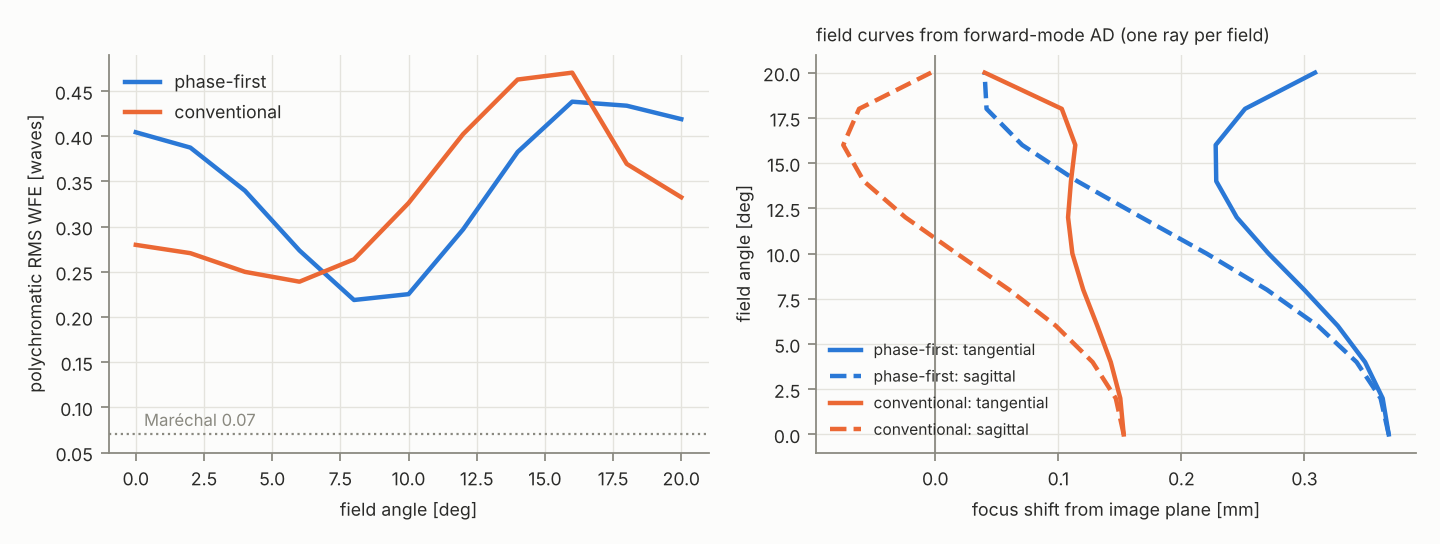 phase-first
conventional
polychromatic RMS WFE [waves]
0.45
0.40
0.35
0.30
0.25
0.20
0.15
0.10
0.05
Maréchal 0.07
0.0 2.5 5.0 7.5 10.0 12.5 15.0 17.5 20.0
field angle [deg]
field curves from forward-mode AD (one ray per field)
field angle [deg]
20.0
17.5
15.0
12.5
10.0
7.5
5.0
2.5
0.0
phase-first: tangential
phase-first: sagittal
conventional: tangential
conventional: sagittal
0.0 0.1 0.2 0.3
focus shift from image plane [mm]